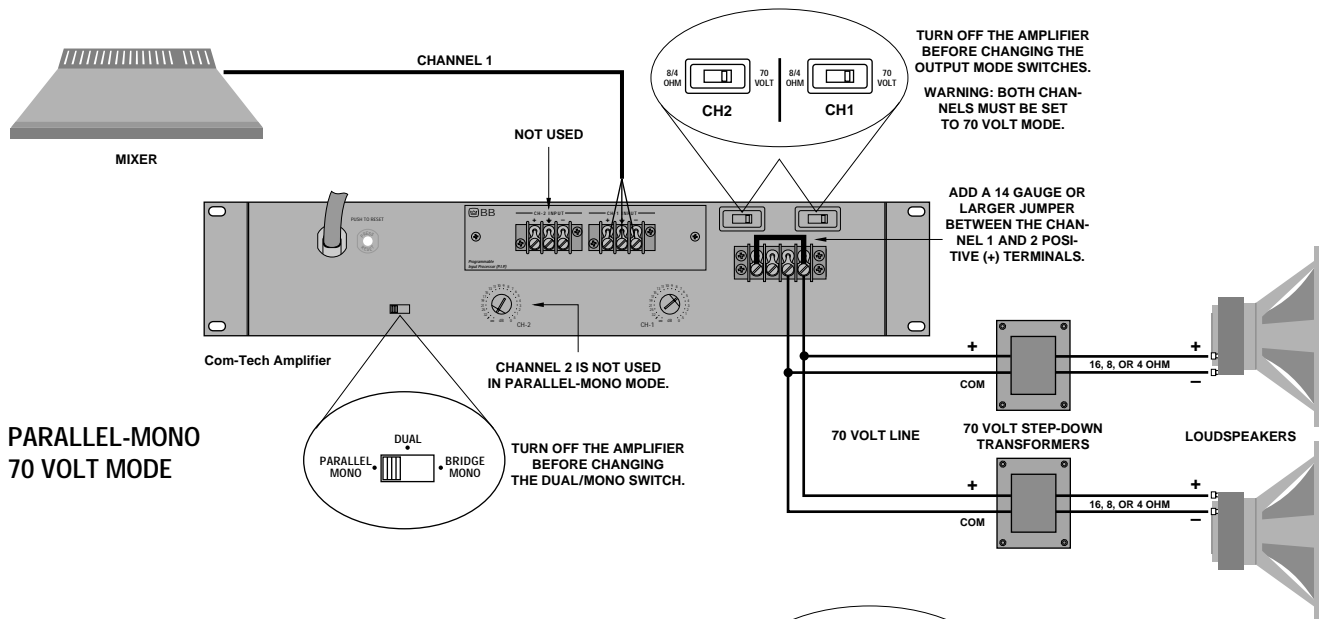 CHANNEL 1
MIXER
NOT USED
8/4
OHM
70
VOLT
8/4
OHM
70
VOLT
CH2
CH1
TURN OFF THE AMPLIFIER
BEFORE CHANGING THE
OUTPUT MODE SWITCHES.
WARNING: BOTH CHAN-
NELS MUST BE SET
TO 70 VOLT MODE.
PUSH TO RESET
BB
CH-2 INPUT
CH-1 INPUT
+ −
+ −
Programmable
Input Processor (P.I.P.)
CH-2
CH-1
ADD A 14 GAUGE OR
LARGER JUMPER
BETWEEN THE CHAN-
NEL 1 AND 2 POSI-
TIVE (+) TERMINALS.
Com-Tech Amplifier
CHANNEL 2 IS NOT USED
IN PARALLEL-MONO MODE.
+
COM
16, 8, OR 4 OHM
+
−
PARALLEL-MONO
70 VOLT MODE
DUAL
PARALLEL
MONO
BRIDGE
MONO
TURN OFF THE AMPLIFIER
BEFORE CHANGING
THE DUAL/MONO SWITCH.
70 VOLT LINE
70 VOLT STEP-DOWN
TRANSFORMERS
LOUDSPEAKERS
+
COM
16, 8, OR 4 OHM
+
−